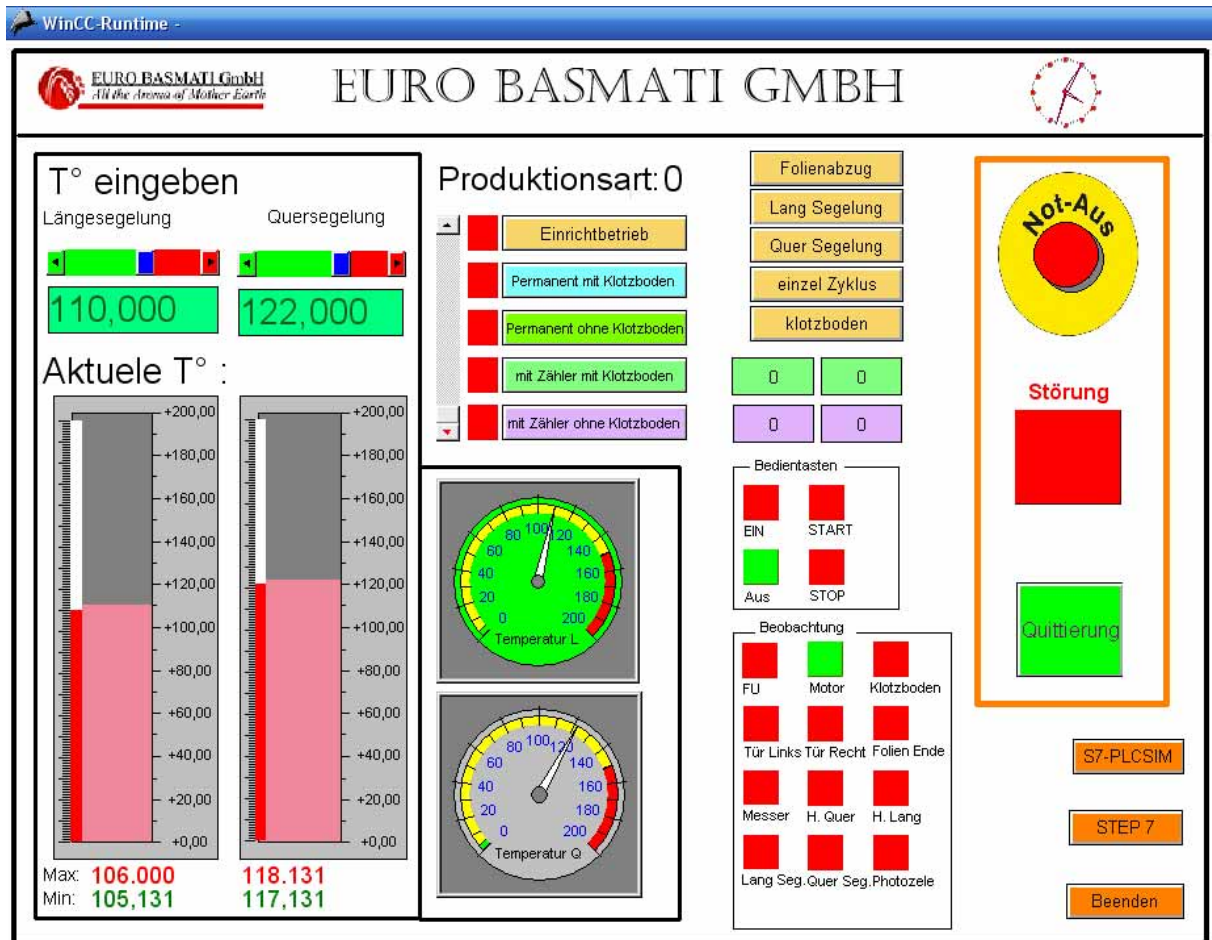 WinCC-Runtime -
EURO BASMATI GmbH
All the Aroma of Mother Earth
EURO BASMATI GMBH
T° eingeben
Längesegelung
Quersegelung
110,000
122,000
Aktuele T° :
+200,00
+180,00
+160,00
+140,00
+120,00
+100,00
+80,00
+60,00
+40,00
+20,00
+0,00
+200,00
+180,00
+160,00
+140,00
+120,00
+100,00
+80,00
+60,00
+40,00
+20,00
+0,00
Max: 106.000 118.131
Min: 105,131 117,131
Produktionsart: 0
Einrichtbetrieb
Permanent mit Klotzboden
Permanent ohne Klotzboden
mit Zähler mit Klotzboden
mit Zähler ohne Klotzboden
0 20 40 60 80 100 120 140 160 180 200
Temperatur L
0 20 40 60 80 100 120 140 160 180 200
Temperatur Q
Folienabzug
Lang Segelung
Quer Segelung
einzel Zyklus
klotzboden
0 0
0 0
Bedientasten
EIN START
Aus STOP
Beobachtung
FU Motor Klotzboden
Tür Links Tür Recht Folien Ende
Messer H. Quer H. Lang
Lang Seg. Quer Seg. Photozele
Not-Aus
Störung
Quittierung
S7-PLCSIM
STEP 7
Beenden